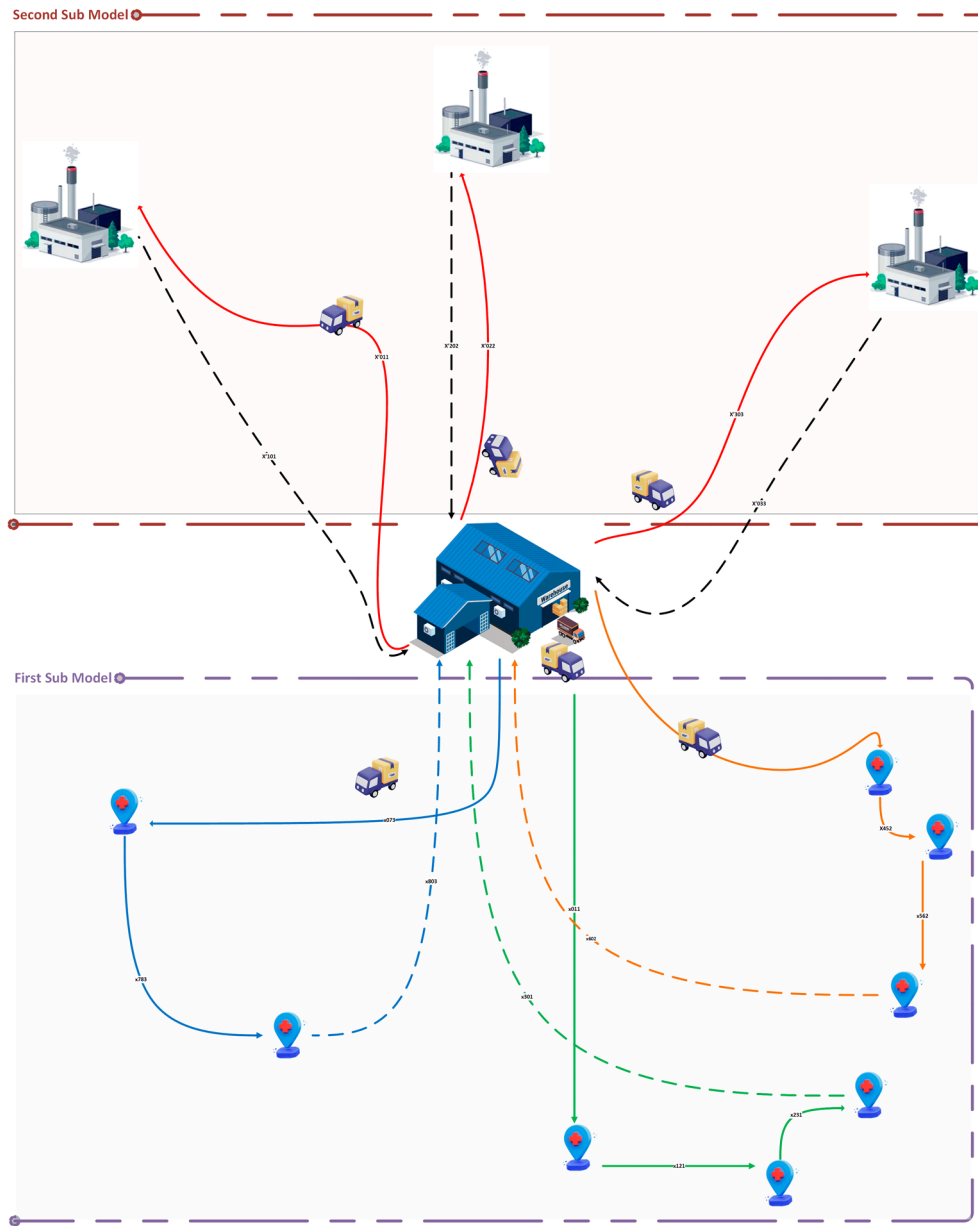 Second Sub Model
X'202
X'022
X'011
X'303
X'101
X'033
Warehouse
First Sub Model
x073
X452
x803
x011
x562
x602
x783
x301
x231
x121